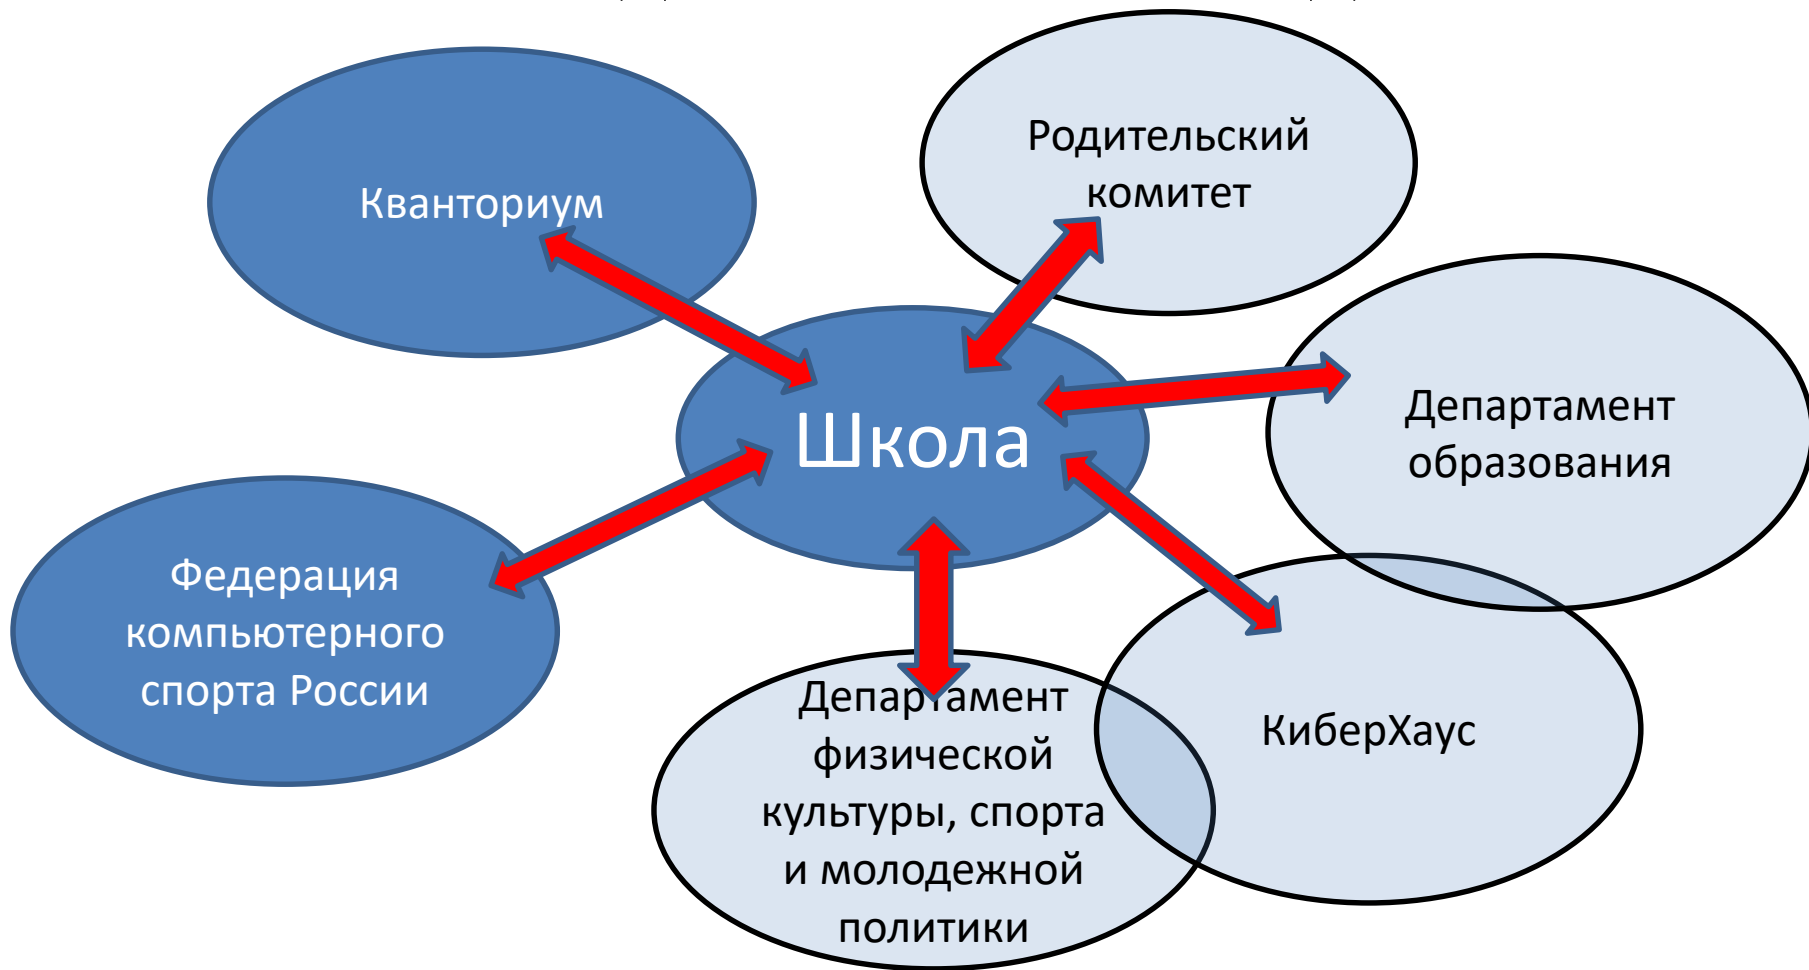 Кванториум
Родительский
комитет
Школа
Департамент
образования
Федерация
компьютерного
спорта России
КиберХаус
Департамент
физической
культуры, спорта
и молодежной
политики